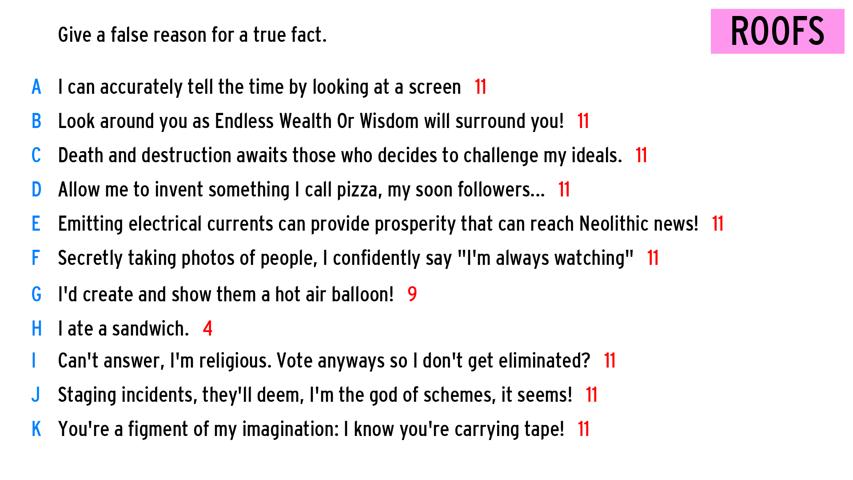 Give a false reason for a true fact.
ROOFS
A I can accurately tell the time by looking at a screen 11
B Look around you as Endless Wealth Or Wisdom will surround you! 11
C Death and destruction awaits those who decides to challenge my ideals. 11
D Allow me to invent something I call pizza, my soon followers... 11
E Emitting electrical currents can provide prosperity that can reach Neolithic news! 11
F Secretly taking photos of people, I confidently say "I'm always watching" 11
G I'd create and show them a hot air balloon! 9
H I ate a sandwich. 4
I Can't answer, I'm religious. Vote anyways so I don't get eliminated? 11
J Staging incidents, they'll deem, I'm the god of schemes, it seems! 11
K You're a figment of my imagination: I know you're carrying tape! 11